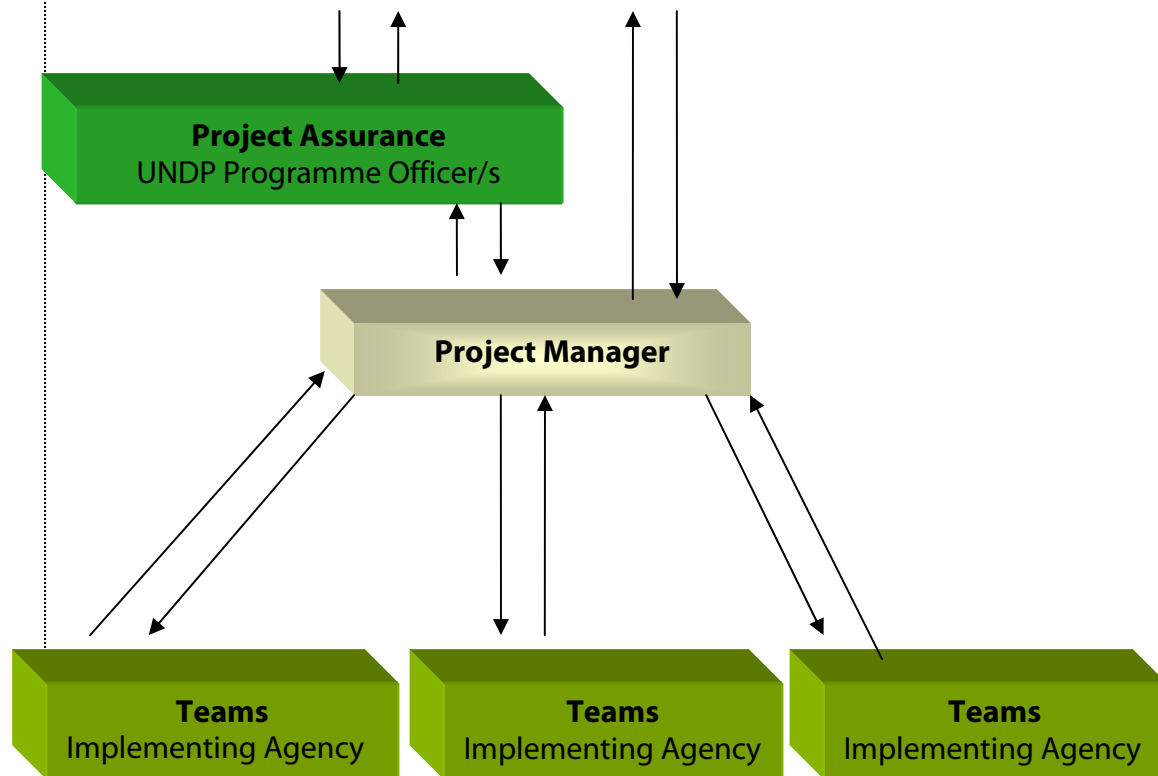 Project Assurance
UNDP Programme Officer/s
Project Manager
Teams
Implementing Agency
Teams
Implementing Agency
Teams
Implementing Agency